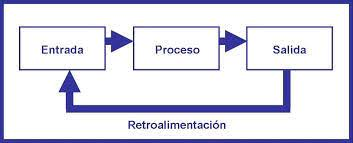 Entrada
Proceso
Salida
Retroalimentación